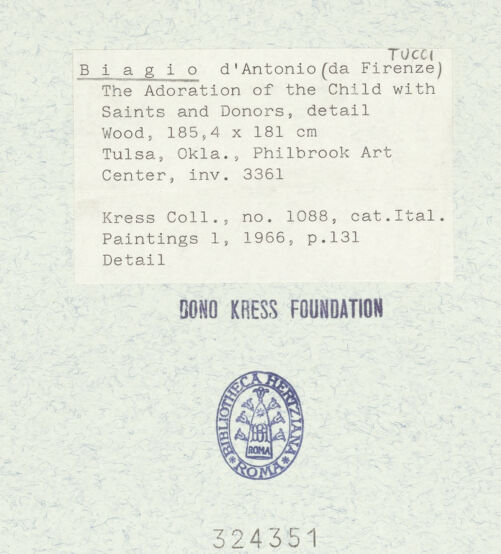 TUCCI
Biagio d'Antonio (da Firenze)
The Adoration of the Child with
Saints and Donors, detail
Wood, 185,4 x 181 cm
Tulsa, Okla., Philbrook Art
Center, inv. 3361
Kress Coll., no. 1088, cat.Ital.
Paintings 1, 1966, p.131
Detail
DONO KRESS FOUNDATION
BIBLIOTHECA HERTZIANA
ROMA
*ROMA*
324351